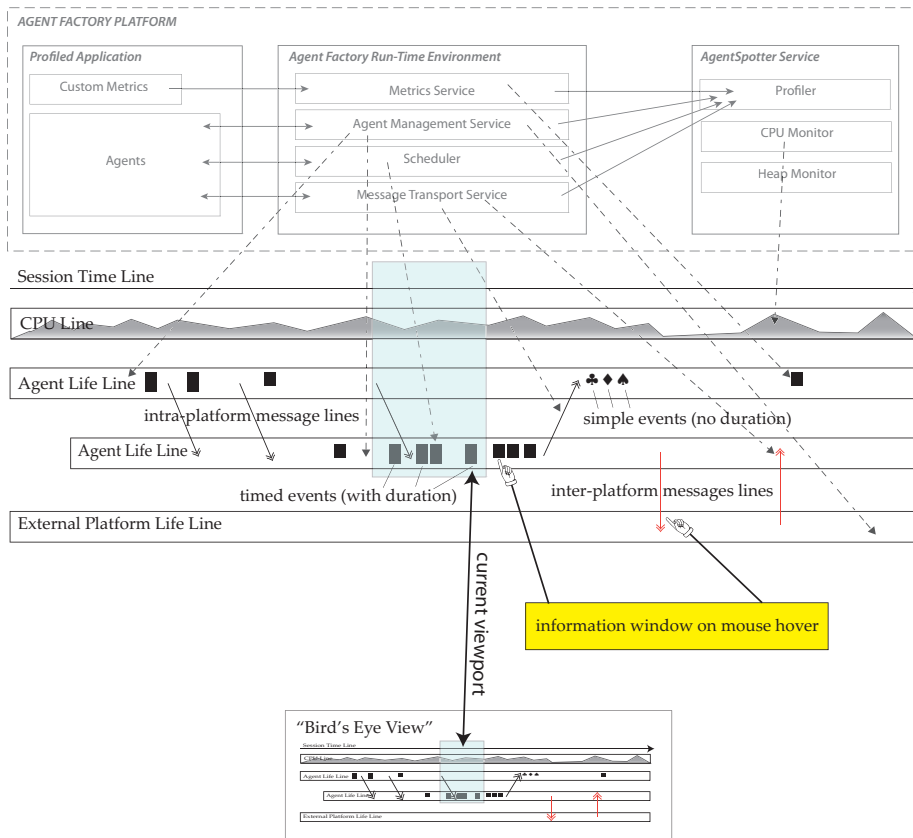 AGENT FACTORY PLATFORM
Profiled Application
Custom Metrics
Agents
Agent Factory Run-Time Environment
Metrics Service
Agent Management Service
Scheduler
Message Transport Service
AgentSpotter Service
Profiler
CPU Monitor
Heap Monitor
Session Time Line
CPU Line
Agent Life Line
intra-platform message lines
simple events (no duration)
Agent Life Line
timed events (with duration)
inter-platform messages lines
External Platform Life Line
current viewport
information window on mouse hover
“Bird’s Eye View”
Session Time Line
CPU Line
Agent Life Line
Agent Life Line
External Platform Life Line